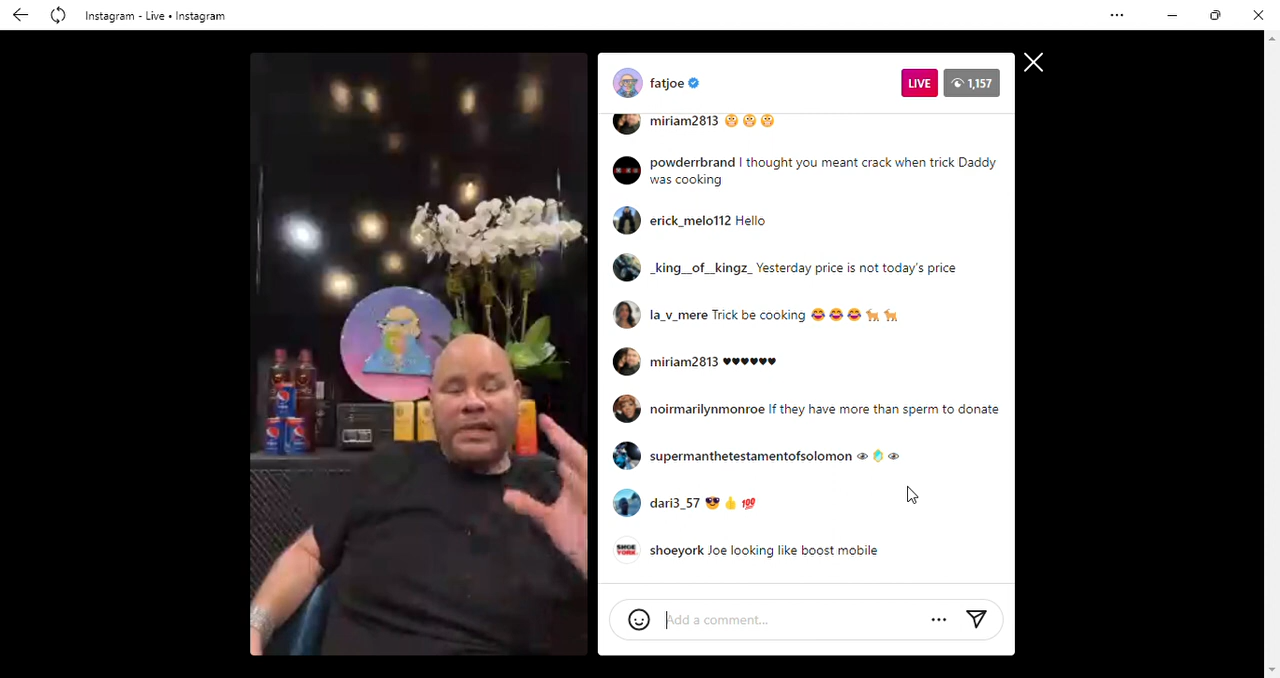 Instagram - Live • Instagram
fatjoe
LIVE
1,157
miriam2813 😬 😬 😬
powderrbrand I thought you meant crack when trick Daddy
was cooking
erick_melo112 Hello
_king__of__kingz_ Yesterday price is not today's price
la_v_mere Trick be cooking 😂 😂 😂 🐐 🐐
miriam2813 ♥♥♥♥♥♥
noirmarilynmonroe If they have more than sperm to donate
supermanthetestamentofsolomon 👁
dari3_57 😎 👍 💯
SHOE
YORK
shoeyork Joe looking like boost mobile
Add a comment...